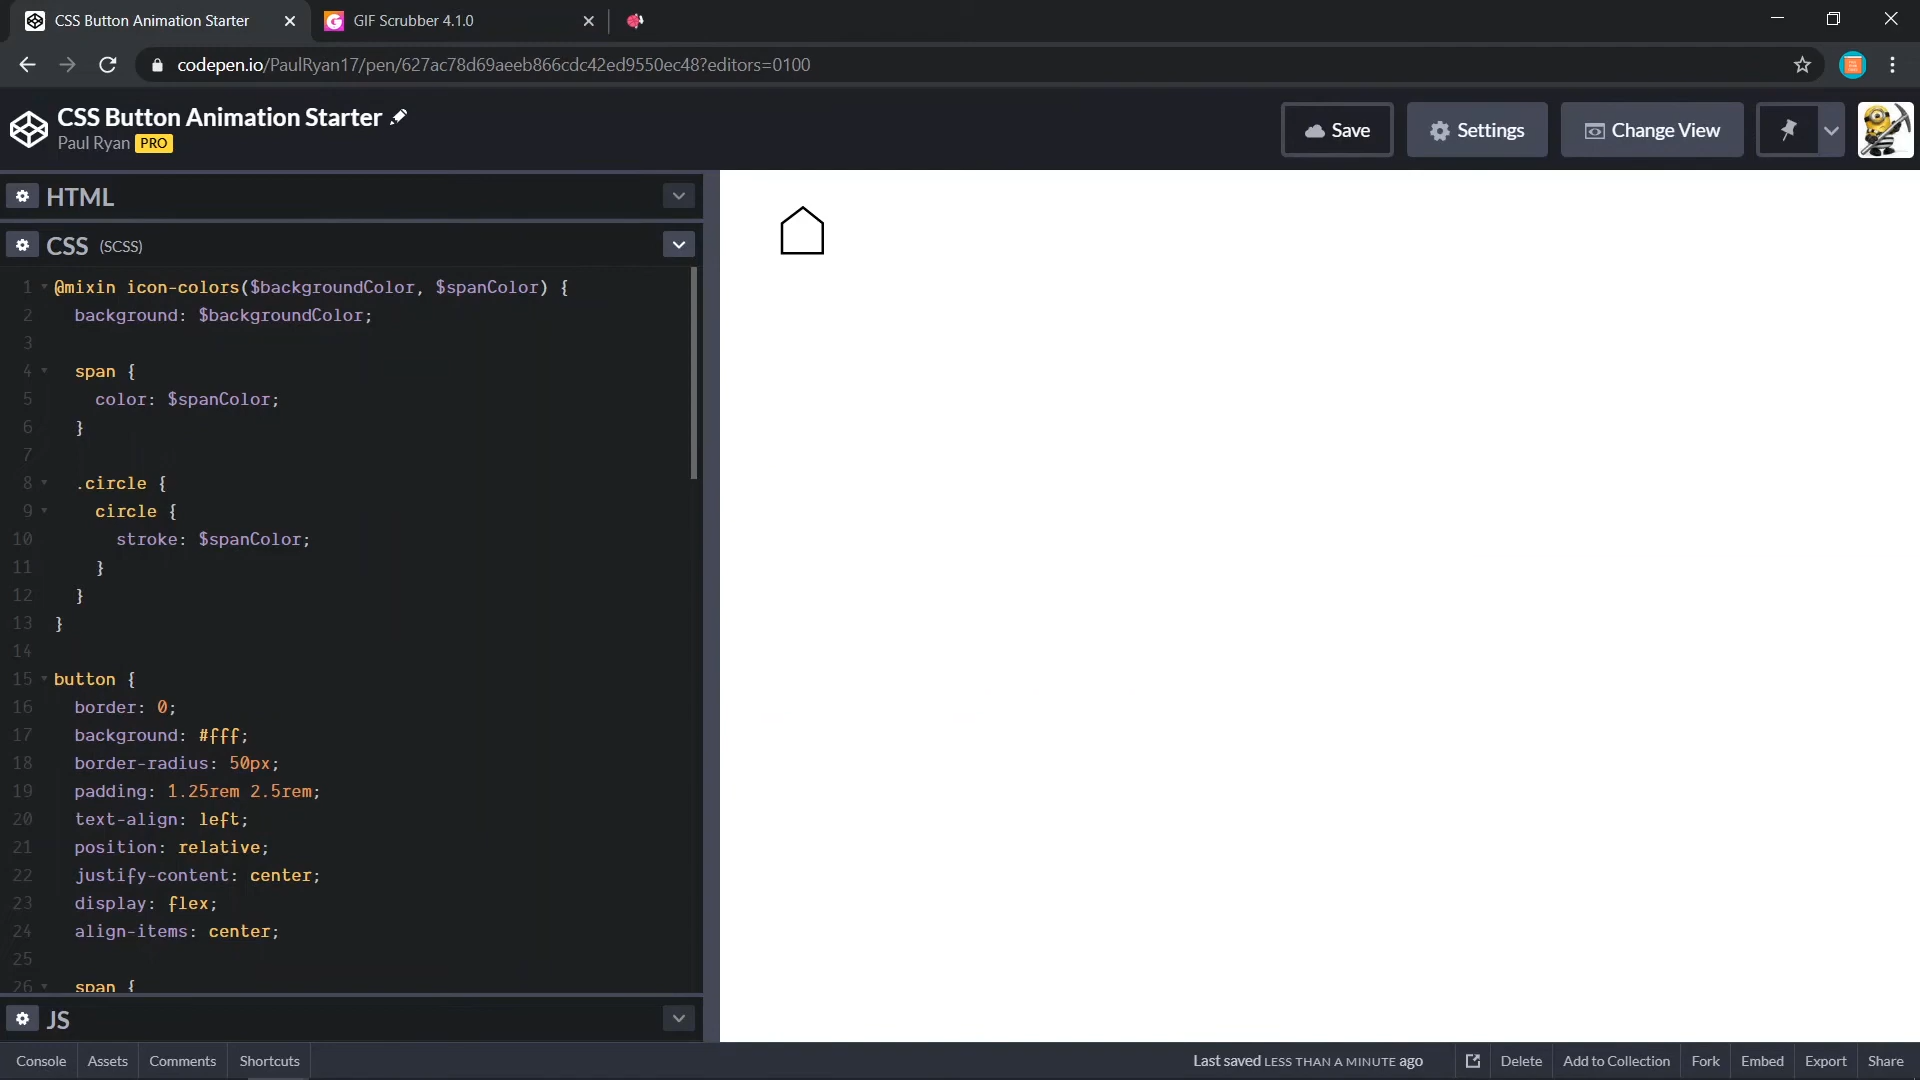 CSS Button Animation Starter
GIF Scrubber 4.1.0
codepen.io/PaulRyan17/pen/627ac78d69aeeb866cdc42ed9550ec48?editors=0100
CSS Button Animation Starter
Paul Ryan PRO
Save
Settings
Change View
HTML
CSS (SCSS)
1 @mixin icon-colors($backgroundColor, $spanColor) {
2 background: $backgroundColor;
3
4 span {
5 color: $spanColor;
6 }
7
8 .circle {
9 circle {
10 stroke: $spanColor;
11 }
12 }
13 }
14
15 button {
16 border: 0;
17 background: #fff;
18 border-radius: 50px;
19 padding: 1.25rem 2.5rem;
20 text-align: left;
21 position: relative;
22 justify-content: center;
23 display: flex;
24 align-items: center;
25
26 span {
JS
Console Assets Comments Shortcuts Last saved LESS THAN A MINUTE ago Delete Add to Collection Fork Embed Export Share